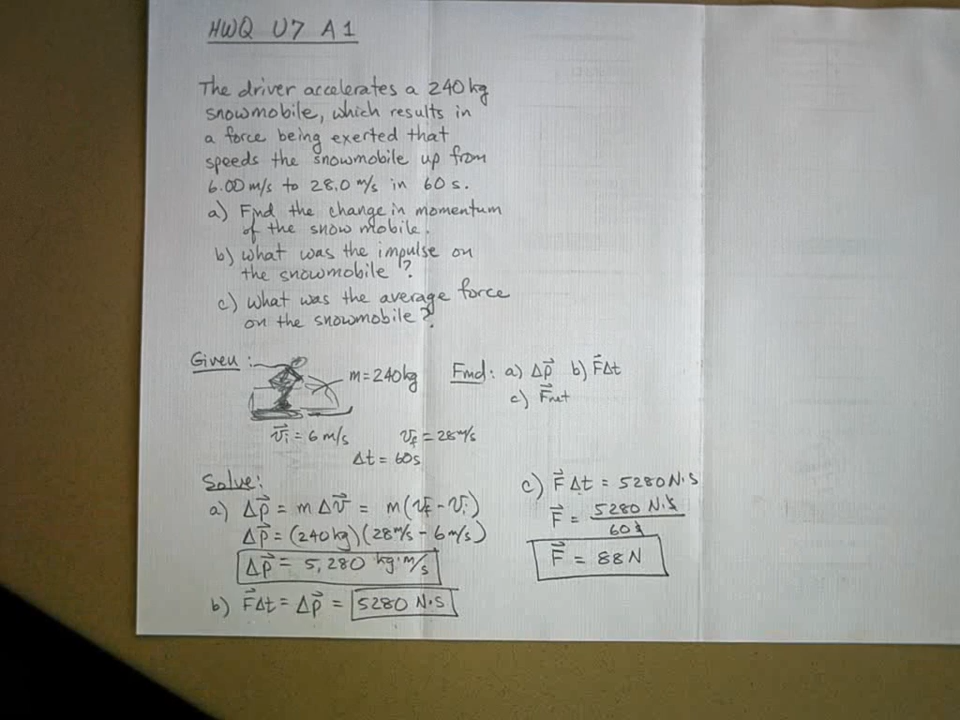 HWQ U7 A1
The driver accelerates a 240 kg
snowmobile, which results in
a force being exerted that
speeds the snowmobile up from
6.00 m/s to 28.0 m/s in 60 s.
a) Find the change in momentum
of the snow mobile.
b) what was the impulse on
the snowmobile ?
c) what was the average force
on the snowmobile ?
Given :
m = 240 kg
Find: a) Δp⃗ b) F⃗Δt
c) F⃗net
v⃗i = 6 m/s vf = 28 m/s
Δt = 60s
Solve:
a) Δp⃗ = m Δv⃗ = m(vf - vi)
Δp⃗ = (240 kg)(28 m/s - 6 m/s)
Δp⃗ = 5,280 kg·m/s
b) F⃗Δt = Δp⃗ = 5280 N·s
c) F⃗ Δt = 5280 N·s
F⃗ = 5280 N·s / 60 s
F⃗ = 88 N